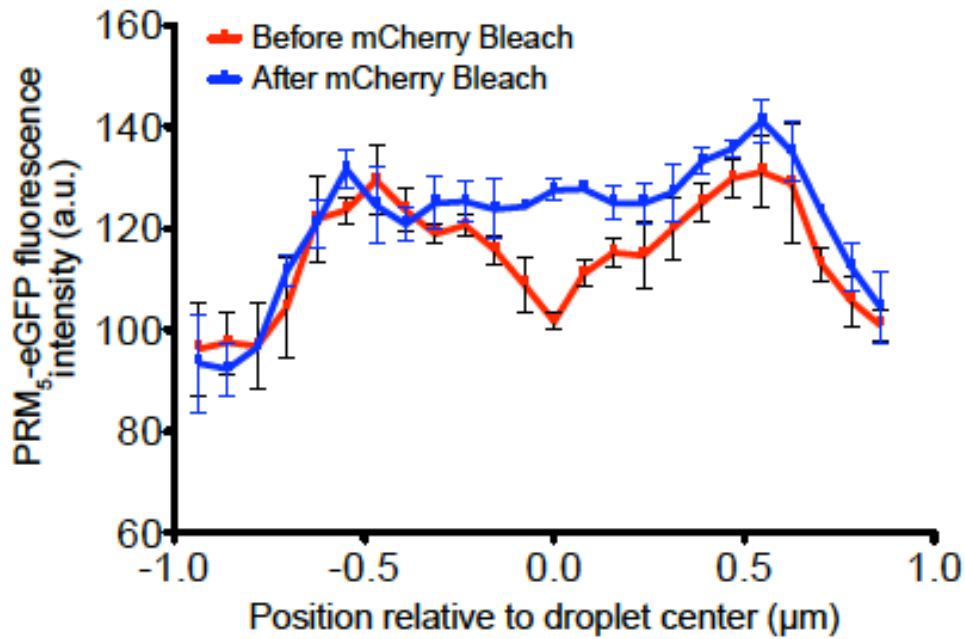 160
140
120
100
80
60
-1.0 -0.5 0.0 0.5 1.0
Before mCherry Bleach
After mCherry Bleach
PRM5-eGFP fluorescence
intensity (a.u.)
Position relative to droplet center (µm)